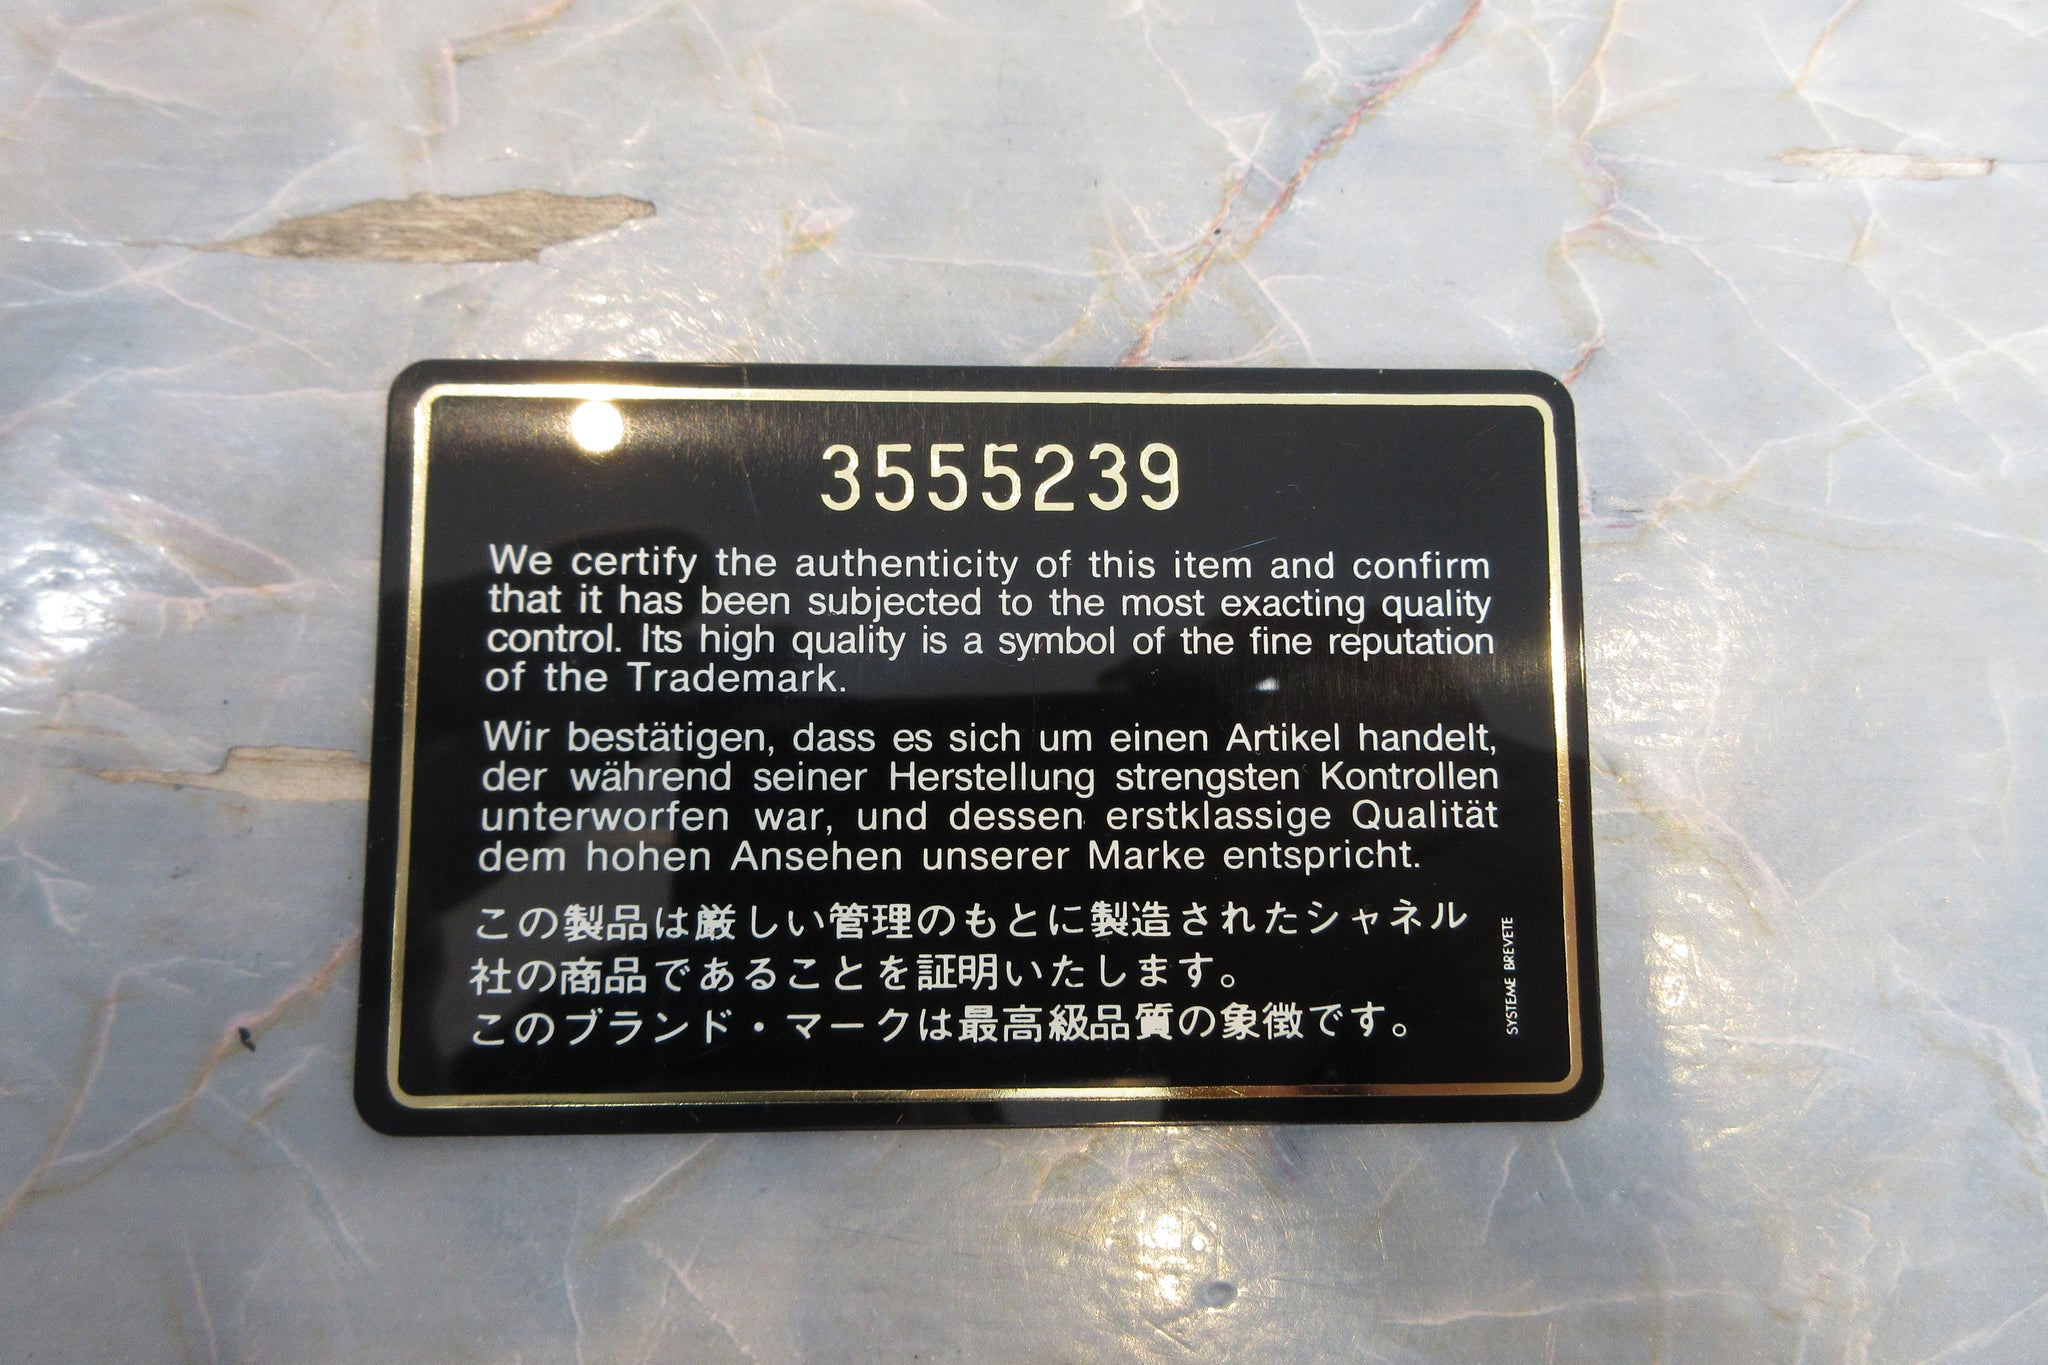 3555239
We certify the authenticity of this item and confirm
that it has been subjected to the most exacting quality
control. Its high quality is a symbol of the fine reputation
of the Trademark.
Wir bestätigen, dass es sich um einen Artikel handelt,
der während seiner Herstellung strengsten Kontrollen
unterworfen war, und dessen erstklassige Qualität
dem hohen Ansehen unserer Marke entspricht.
この製品は厳しい管理のもとに製造されたシャネル
社の商品であることを証明いたします。
このブランド・マークは最高級品質の象徴です。
SYSTEME BREVETE